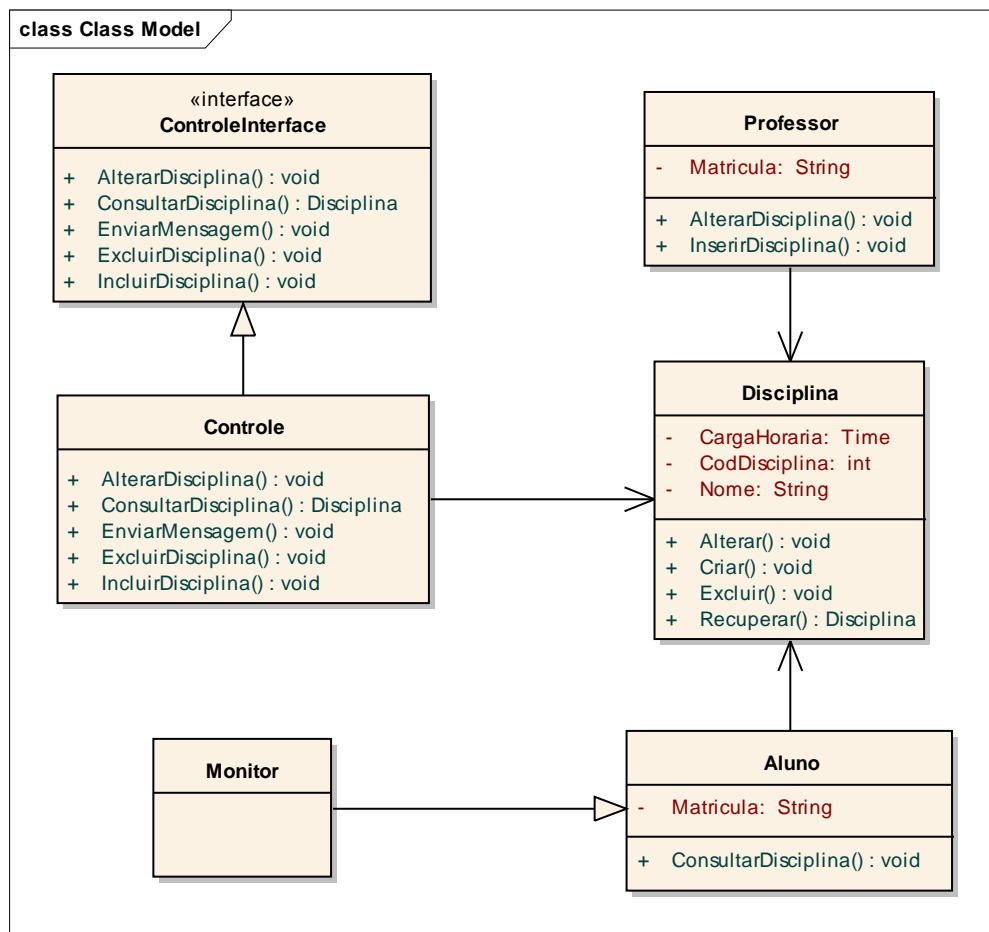 class Class Model
«interface»
ControleInterface
+ AlterarDisciplina() : void
+ ConsultarDisciplina() : Disciplina
+ EnviarMensagem() : void
+ ExcluirDisciplina() : void
+ IncluirDisciplina() : void
Professor
- Matricula: String
+ AlterarDisciplina() : void
+ InserirDisciplina() : void
Controle
+ AlterarDisciplina() : void
+ ConsultarDisciplina() : Disciplina
+ EnviarMensagem() : void
+ ExcluirDisciplina() : void
+ IncluirDisciplina() : void
Disciplina
- CargaHoraria: Time
- CodDisciplina: int
- Nome: String
+ Alterar() : void
+ Criar() : void
+ Excluir() : void
+ Recuperar() : Disciplina
Monitor
Aluno
- Matricula: String
+ ConsultarDisciplina() : void